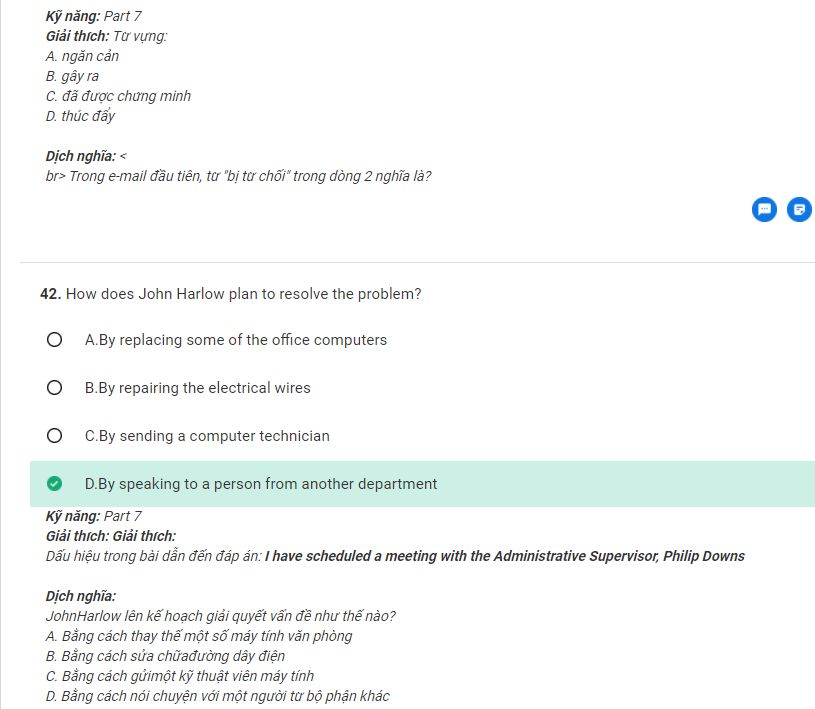 Kỹ năng: Part 7
Giải thích: Từ vựng:
A. ngăn cản
B. gây ra
C. đã được chứng minh
D. thúc đẩy
Dịch nghĩa: <
br> Trong e-mail đầu tiên, từ "bị từ chối" trong dòng 2 nghĩa là?
42. How does John Harlow plan to resolve the problem?
A.By replacing some of the office computers
B.By repairing the electrical wires
C.By sending a computer technician
D.By speaking to a person from another department
Kỹ năng: Part 7
Giải thích: Giải thích:
Dấu hiệu trong bài dẫn đến đáp án: I have scheduled a meeting with the Administrative Supervisor, Philip Downs
Dịch nghĩa:
JohnHarlow lên kế hoạch giải quyết vấn đề như thế nào?
A. Bằng cách thay thế một số máy tính văn phòng
B. Bằng cách sửa chữađường dây điện
C. Bằng cách gửimột kỹ thuật viên máy tính
D. Bằng cách nói chuyện với một người từ bộ phận khác